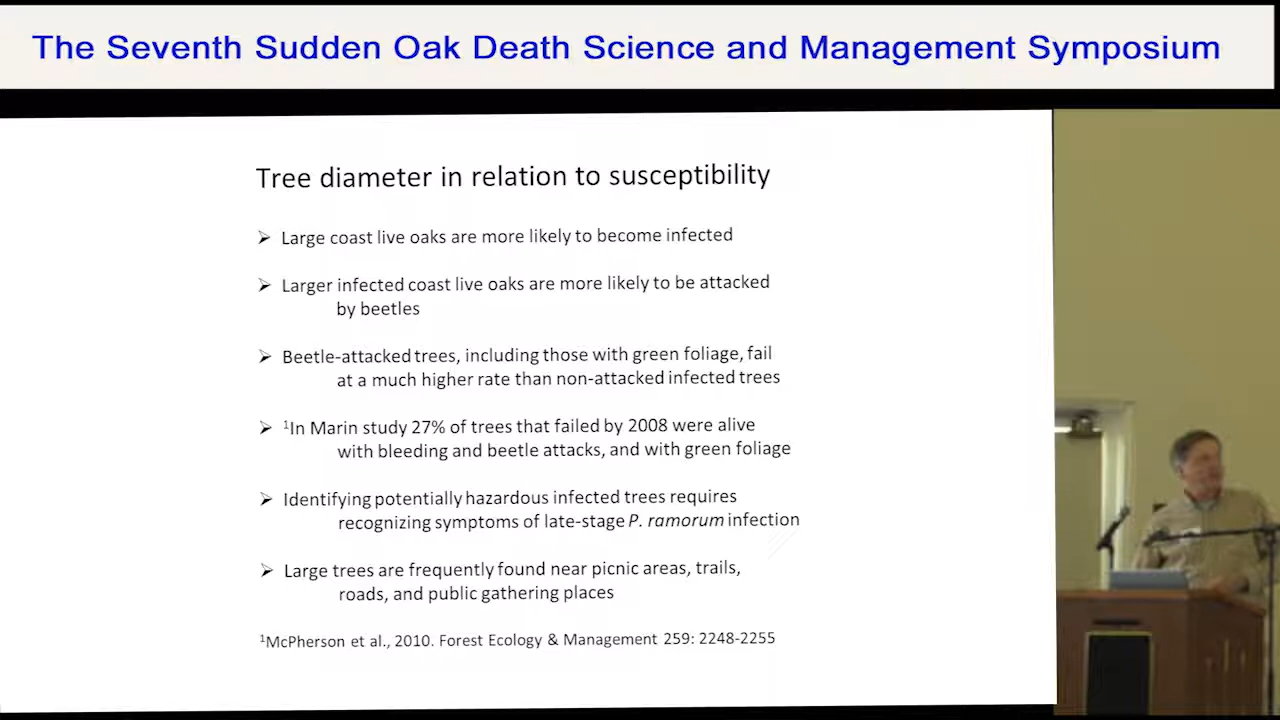 The Seventh Sudden Oak Death Science and Management Symposium
Tree diameter in relation to susceptibility
➢ Large coast live oaks are more likely to become infected
➢ Larger infected coast live oaks are more likely to be attacked
by beetles
➢ Beetle-attacked trees, including those with green foliage, fail
at a much higher rate than non-attacked infected trees
➢ ¹In Marin study 27% of trees that failed by 2008 were alive
with bleeding and beetle attacks, and with green foliage
➢ Identifying potentially hazardous infected trees requires
recognizing symptoms of late-stage P. ramorum infection
➢ Large trees are frequently found near picnic areas, trails,
roads, and public gathering places
¹McPherson et al., 2010. Forest Ecology & Management 259: 2248-2255